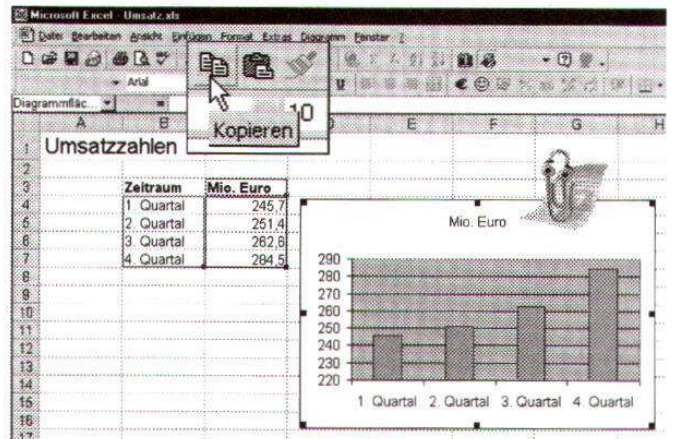 Microsoft Excel - Umsatz.xls
Datei Bearbeiten Ansicht Einfügen Format Extras Diagramm Fenster ?
Arial
10
U
€
Diagrammfläc... =
Kopieren
A B E F G H
1 Umsatzzahlen
2
3 Zeitraum Mio. Euro
4 1. Quartal 245,7
5 2. Quartal 251,4
6 3. Quartal 262,6
7 4. Quartal 284,5
8
9
10
11
12
13
14
15
16
17
Mio. Euro
290
280
270
260
250
240
230
220
1. Quartal 2. Quartal 3. Quartal 4. Quartal